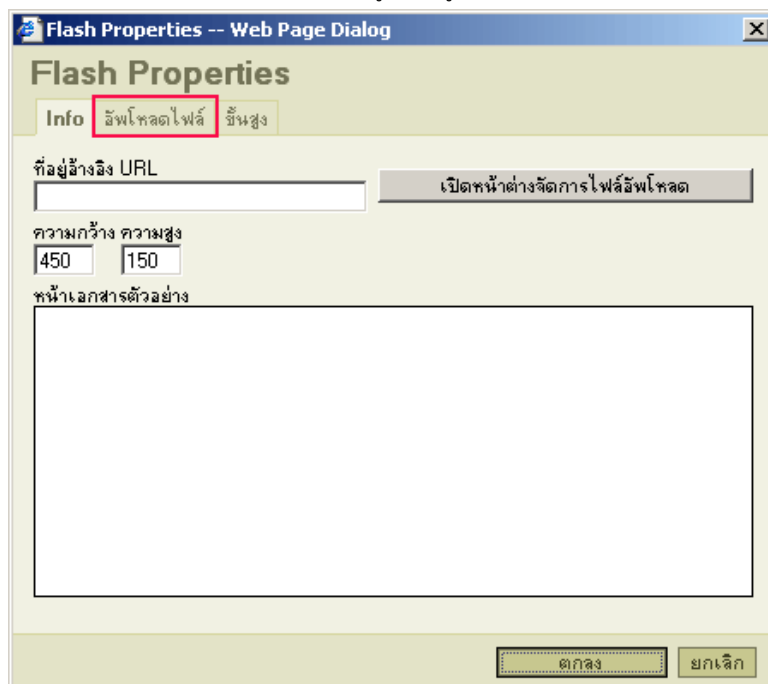 Flash Properties -- Web Page Dialog
Flash Properties
Info อัพโหลดไฟล์ ขั้นสูง
ที่อยู่อ้างอิง URL
เปิดหน้าต่างจัดการไฟล์อัพโหลด
ความกว้าง ความสูง
450 150
หน้าเอกสารตัวอย่าง
ตกลง ยกเลิก